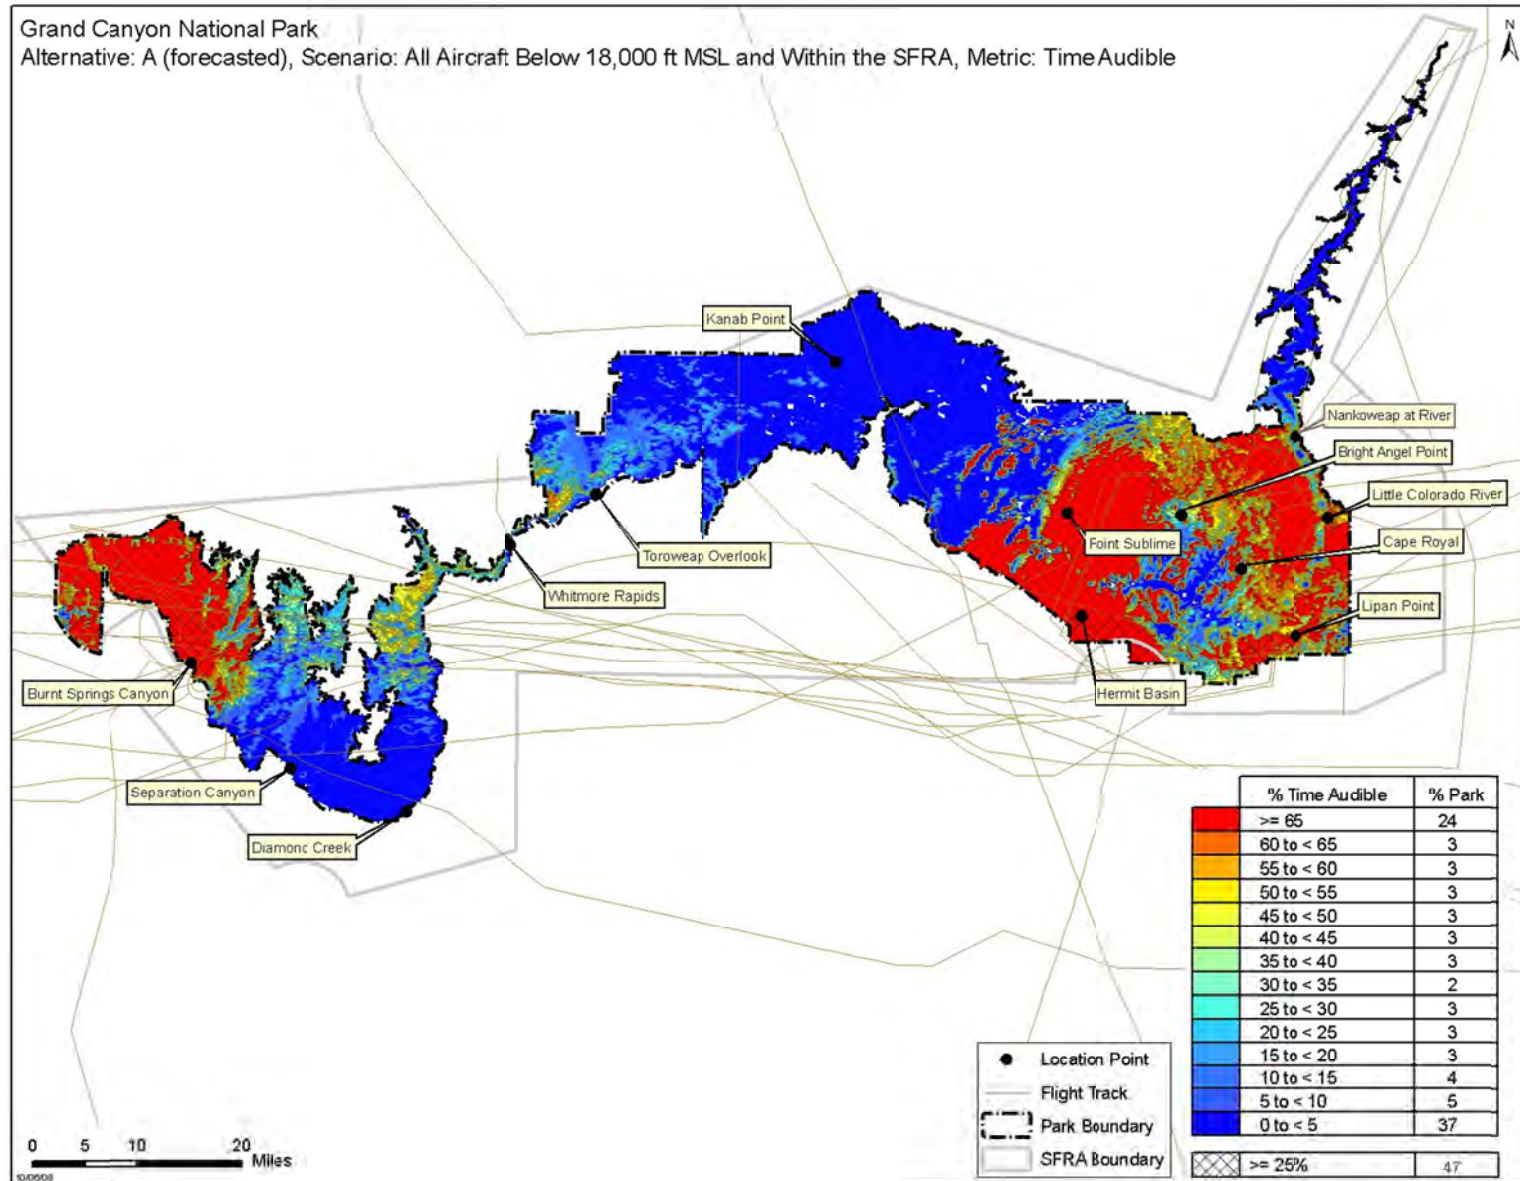 Grand Canyon National Park
Alternative: A (forecasted), Scenario: All Aircraft Below 18,000 ft MSL and Within the SFRA, Metric: Time Audible
N
Kanab Point
Nankoweap at River
Bright Angel Point
Little Colorado River
Foint Sublime
Cape Royal
Toroweap Overlook
Whitmore Rapids
Lipan Point
Burnt Springs Canyon
Hermit Basin
Separation Canyon
Diamond Creek
% Time Audible % Park
>= 65 24
60 to < 65 3
55 to < 60 3
50 to < 55 3
45 to < 50 3
40 to < 45 3
35 to < 40 3
30 to < 35 2
25 to < 30 3
20 to < 25 3
15 to < 20 3
10 to < 15 4
5 to < 10 5
0 to < 5 37
>= 25% 47
Location Point
Flight Track
Park Boundary
SFRA Boundary
0 5 10 20
Miles
10/06/08